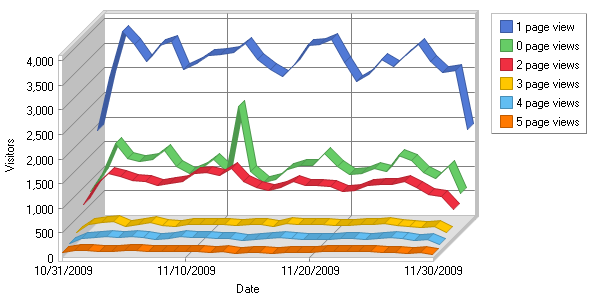 4,000
3,500
3,000
2,500
2,000
1,500
1,000
500
0
Visitors
10/31/2009
11/10/2009
11/20/2009
11/30/2009
Date
1 page view
0 page views
2 page views
3 page views
4 page views
5 page views